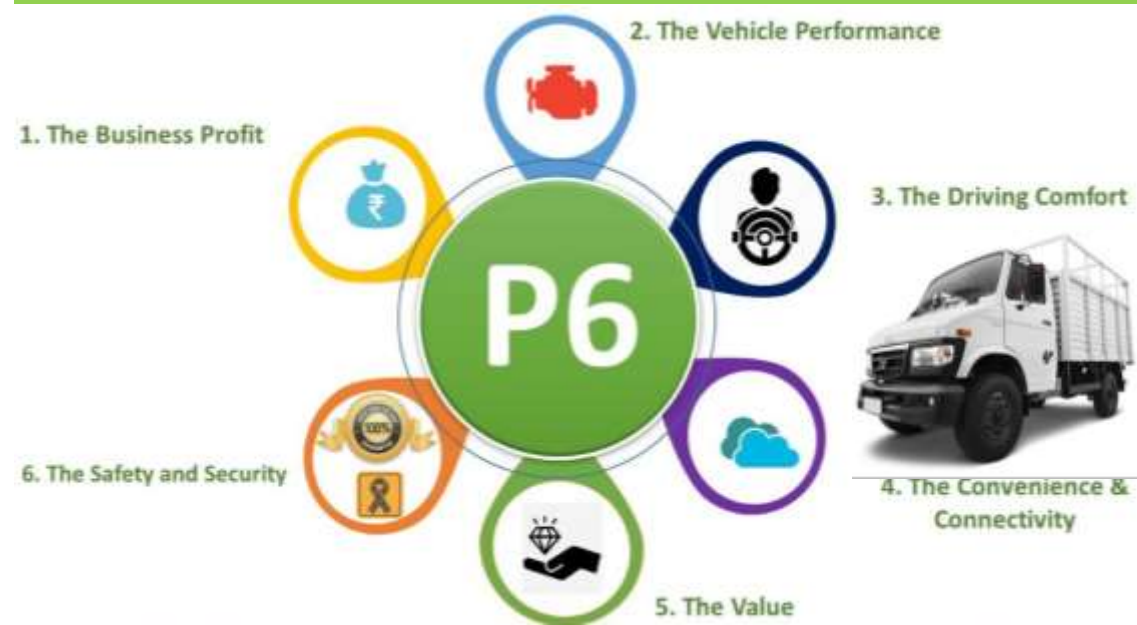 2. The Vehicle Performance
1. The Business Profit
₹
3. The Driving Comfort
P6
100%
6. The Safety and Security
4. The Convenience &
Connectivity
5. The Value